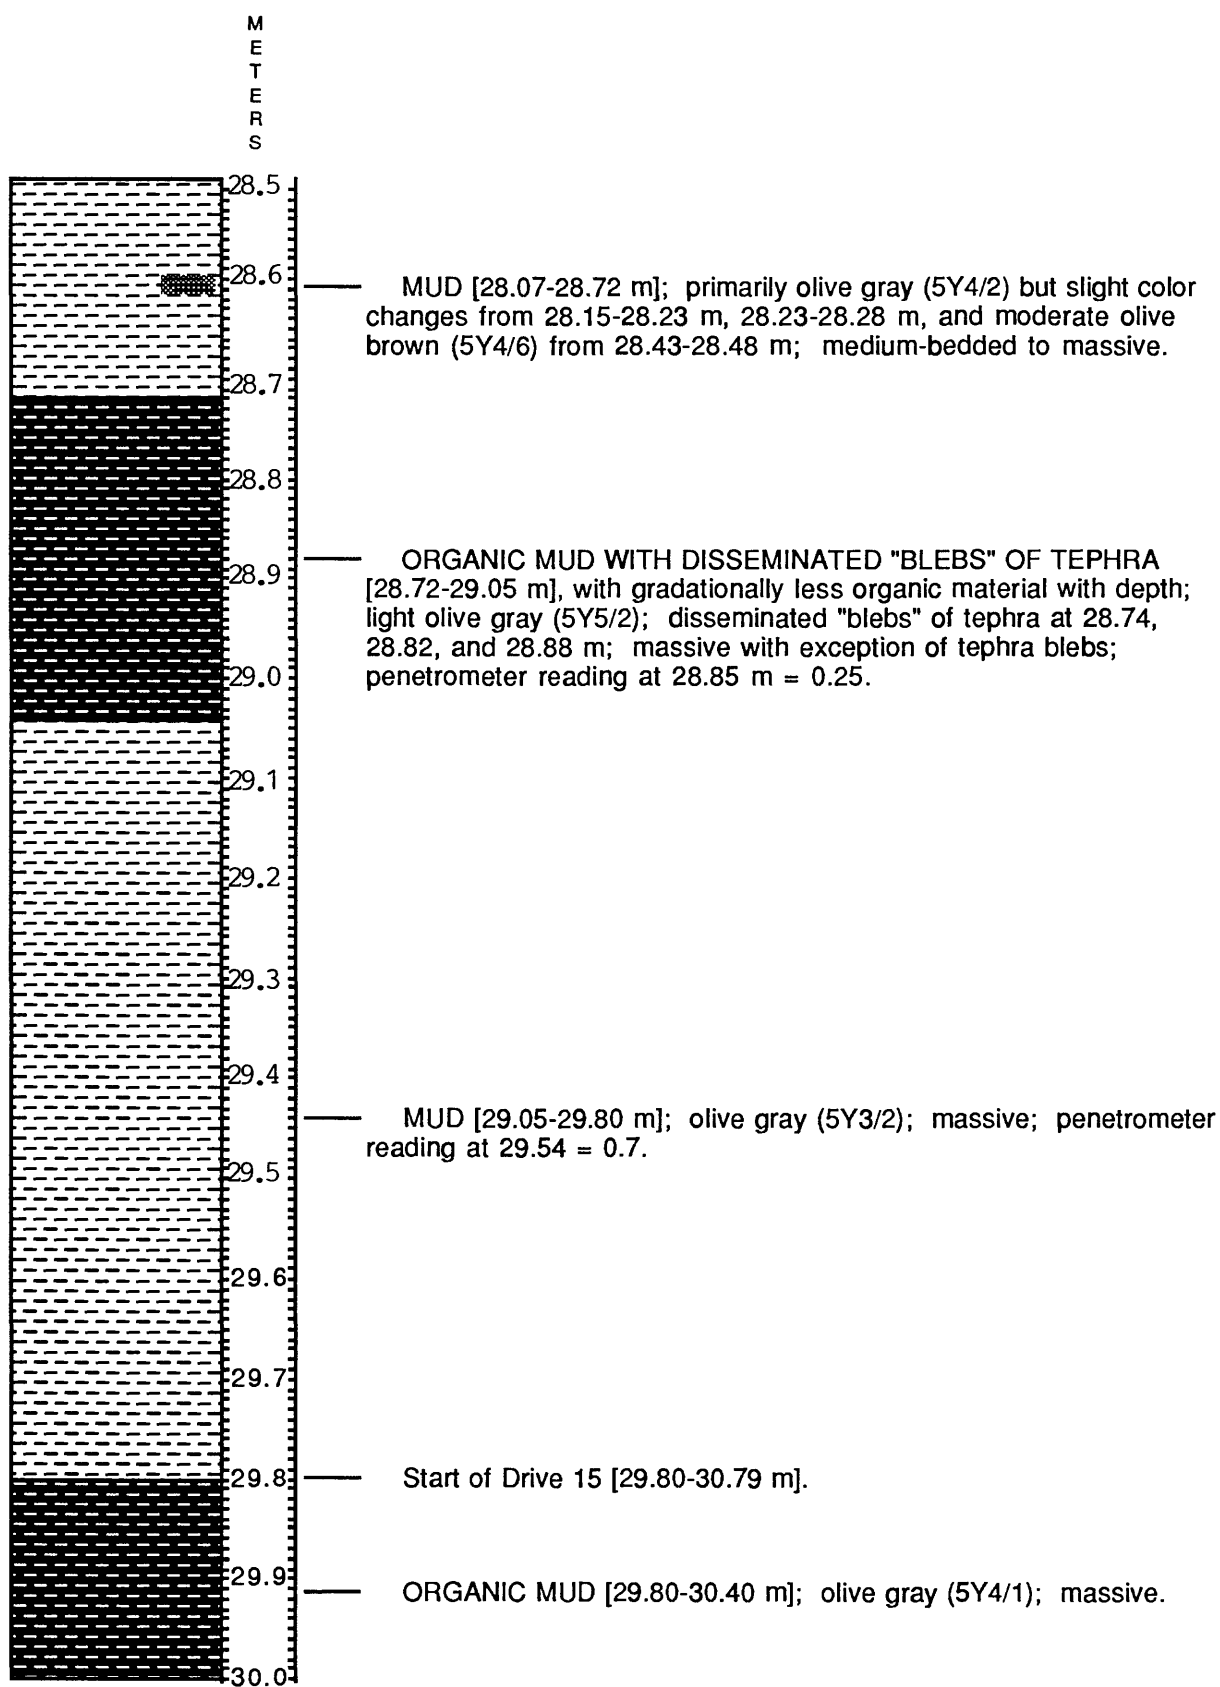 METERS
28.5
28.6
MUD [28.07-28.72 m]; primarily olive gray (5Y4/2) but slight color
changes from 28.15-28.23 m, 28.23-28.28 m, and moderate olive
brown (5Y4/6) from 28.43-28.48 m; medium-bedded to massive.
28.7
28.8
ORGANIC MUD WITH DISSEMINATED "BLEBS" OF TEPHRA
28.9
[28.72-29.05 m], with gradationally less organic material with depth;
light olive gray (5Y5/2); disseminated "blebs" of tephra at 28.74,
28.82, and 28.88 m; massive with exception of tephra blebs;
29.0
penetrometer reading at 28.85 m = 0.25.
29.1
29.2
29.3
29.4
MUD [29.05-29.80 m]; olive gray (5Y3/2); massive; penetrometer
reading at 29.54 = 0.7.
29.5
29.6
29.7
29.8
Start of Drive 15 [29.80-30.79 m].
29.9
ORGANIC MUD [29.80-30.40 m]; olive gray (5Y4/1); massive.
30.0